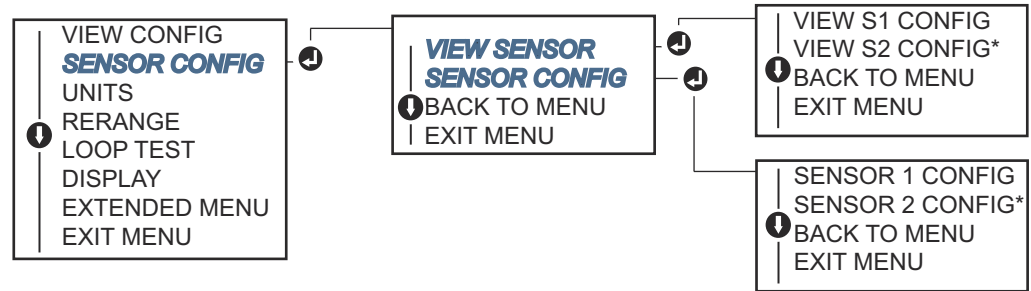 VIEW CONFIG
SENSOR CONFIG
UNITS
RERANGE
LOOP TEST
DISPLAY
EXTENDED MENU
EXIT MENU
VIEW SENSOR
SENSOR CONFIG
BACK TO MENU
EXIT MENU
VIEW S1 CONFIG
VIEW S2 CONFIG*
BACK TO MENU
EXIT MENU
SENSOR 1 CONFIG
SENSOR 2 CONFIG*
BACK TO MENU
EXIT MENU